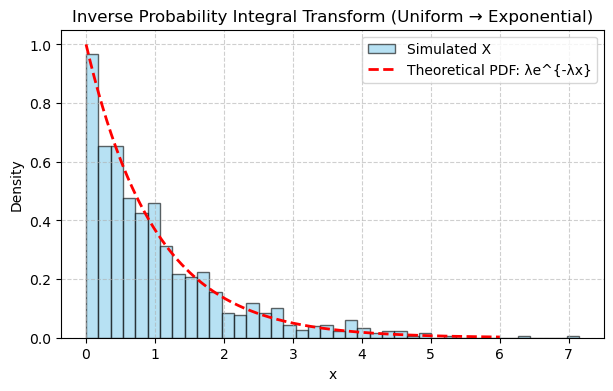 Inverse Probability Integral Transform (Uniform → Exponential)
Simulated X
Theoretical PDF: λe^{-λx}
Density
1.0
0.8
0.6
0.4
0.2
0.0
0
1
2
3
4
5
6
7
x